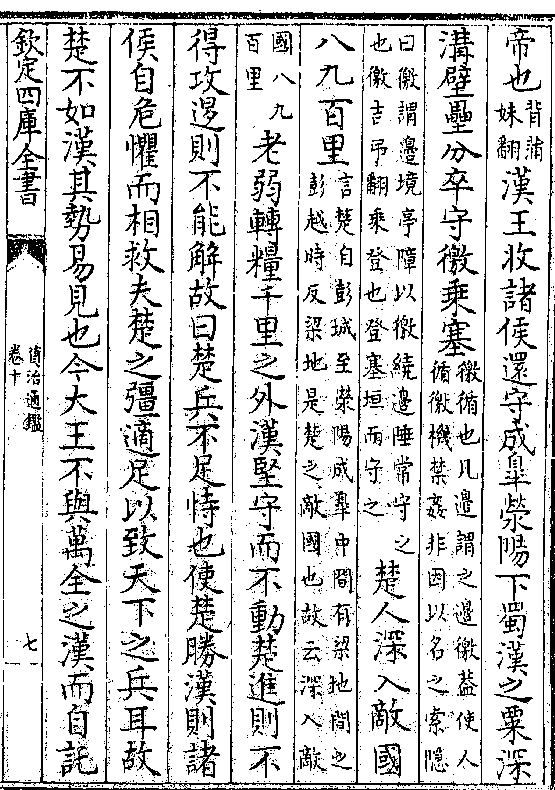 帝也背蒲妹翻漢王收諸侯還守成臯滎陽下蜀漢之粟深
溝壁壘分卒守徼乗塞徼循也凡邊謂之邊徼葢使人循徼機禁姦非因以名之索隠
曰徼謂邊境亭障以徼繞邊陲常守之也徼吉弔翻乘登也登塞垣而守之楚人深入敵國
八九百里言楚自彭城至滎陽成臯中間有梁地間之彭越時反梁地是楚之敵國也故云深入敵
國八九百里老弱轉糧千里之外漢堅守而不動楚進則不
得攻退則不能解故曰楚兵不足恃也使楚勝漢則諸
侯自危懼而相救夫楚之彊適足以致天下之兵耳故
楚不如漢其勢易見也今大王不與萬全之漢而自託
欽定四庫全書
資治通鑑
卷十
七